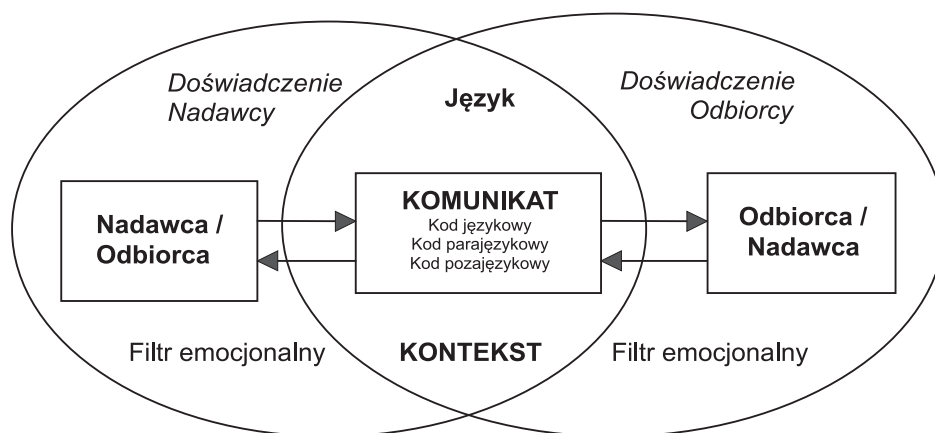 Doświadczenie
Nadawcy
Język
Doświadczenie
Odbiorcy
Nadawca /
Odbiorca
KOMUNIKAT
Kod językowy
Kod parajęzykowy
Kod pozajęzykowy
Odbiorca /
Nadawca
Filtr emocjonalny
KONTEKST
Filtr emocjonalny